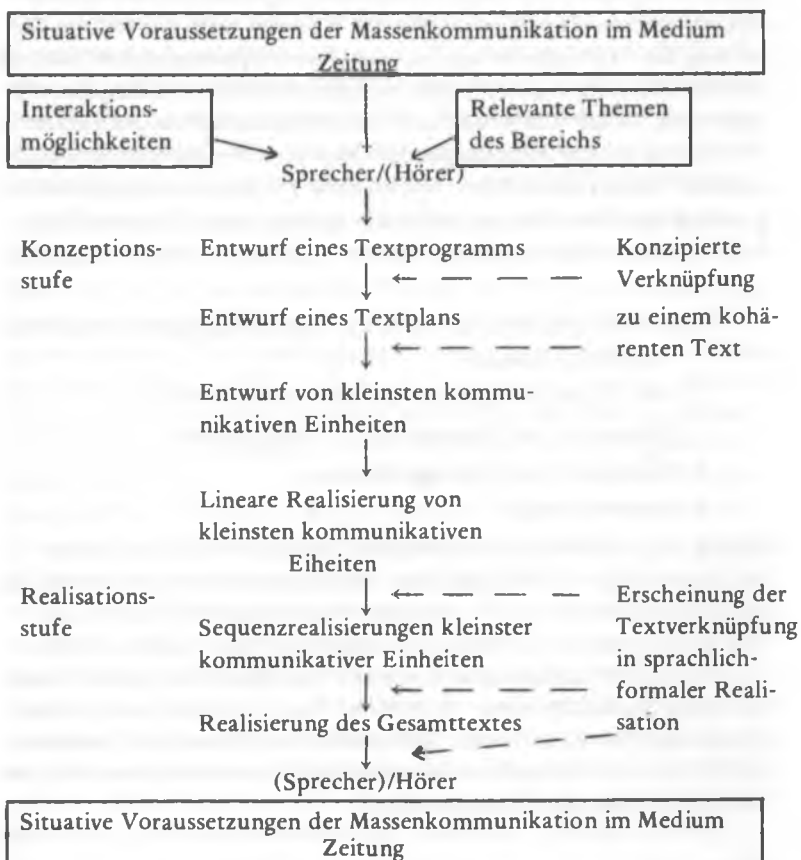 Situative Voraussetzungen der Massenkommunikation im Medium
Zeitung
Interaktions-
möglichkeiten
Relevante Themen
des Bereichs
Sprecher/(Hörer)
Konzeptions-
stufe
Entwurf eines Textprogramms
Konzipierte
Verknüpfung
Entwurf eines Textplans
zu einem kohä-
renten Text
Entwurf von kleinsten kommu-
nikativen Einheiten
Lineare Realisierung von
kleinsten kommunikativen
Eiheiten
Realisations-
stufe
Sequenzrealisierungen kleinster
kommunikativer Einheiten
Erscheinung der
Textverknüpfung
in sprachlich-
formaler Reali-
sation
Realisierung des Gesamttextes
(Sprecher)/Hörer
Situative Voraussetzungen der Massenkommunikation im Medium
Zeitung